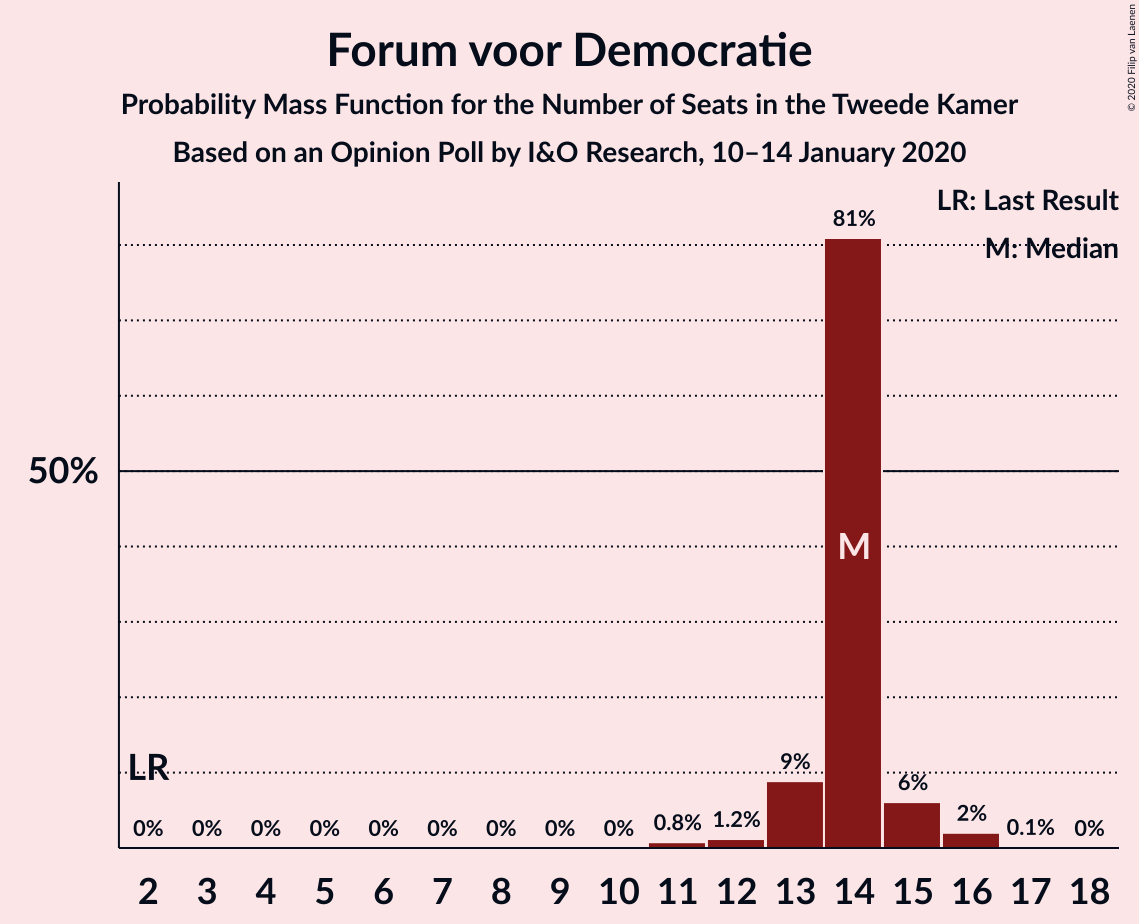 © 2020 Filip van Laenen
Forum voor Democratie
Probability Mass Function for the Number of Seats in the Tweede Kamer
Based on an Opinion Poll by I&O Research, 10–14 January 2020
LR: Last Result
M: Median
81%
50%
M
LR
0% 0% 0% 0% 0% 0% 0% 0% 0% 0.8% 1.2% 9% 6% 2% 0.1% 0%
2 3 4 5 6 7 8 9 10 11 12 13 14 15 16 17 18